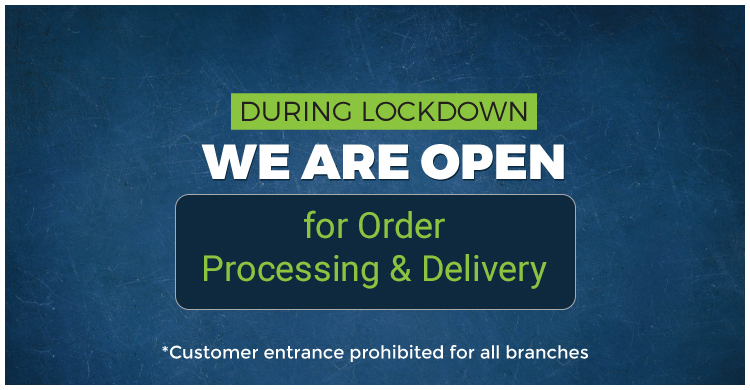 DURING LOCKDOWN
WE ARE OPEN
for Order
Processing & Delivery
*Customer entrance prohibited for all branches